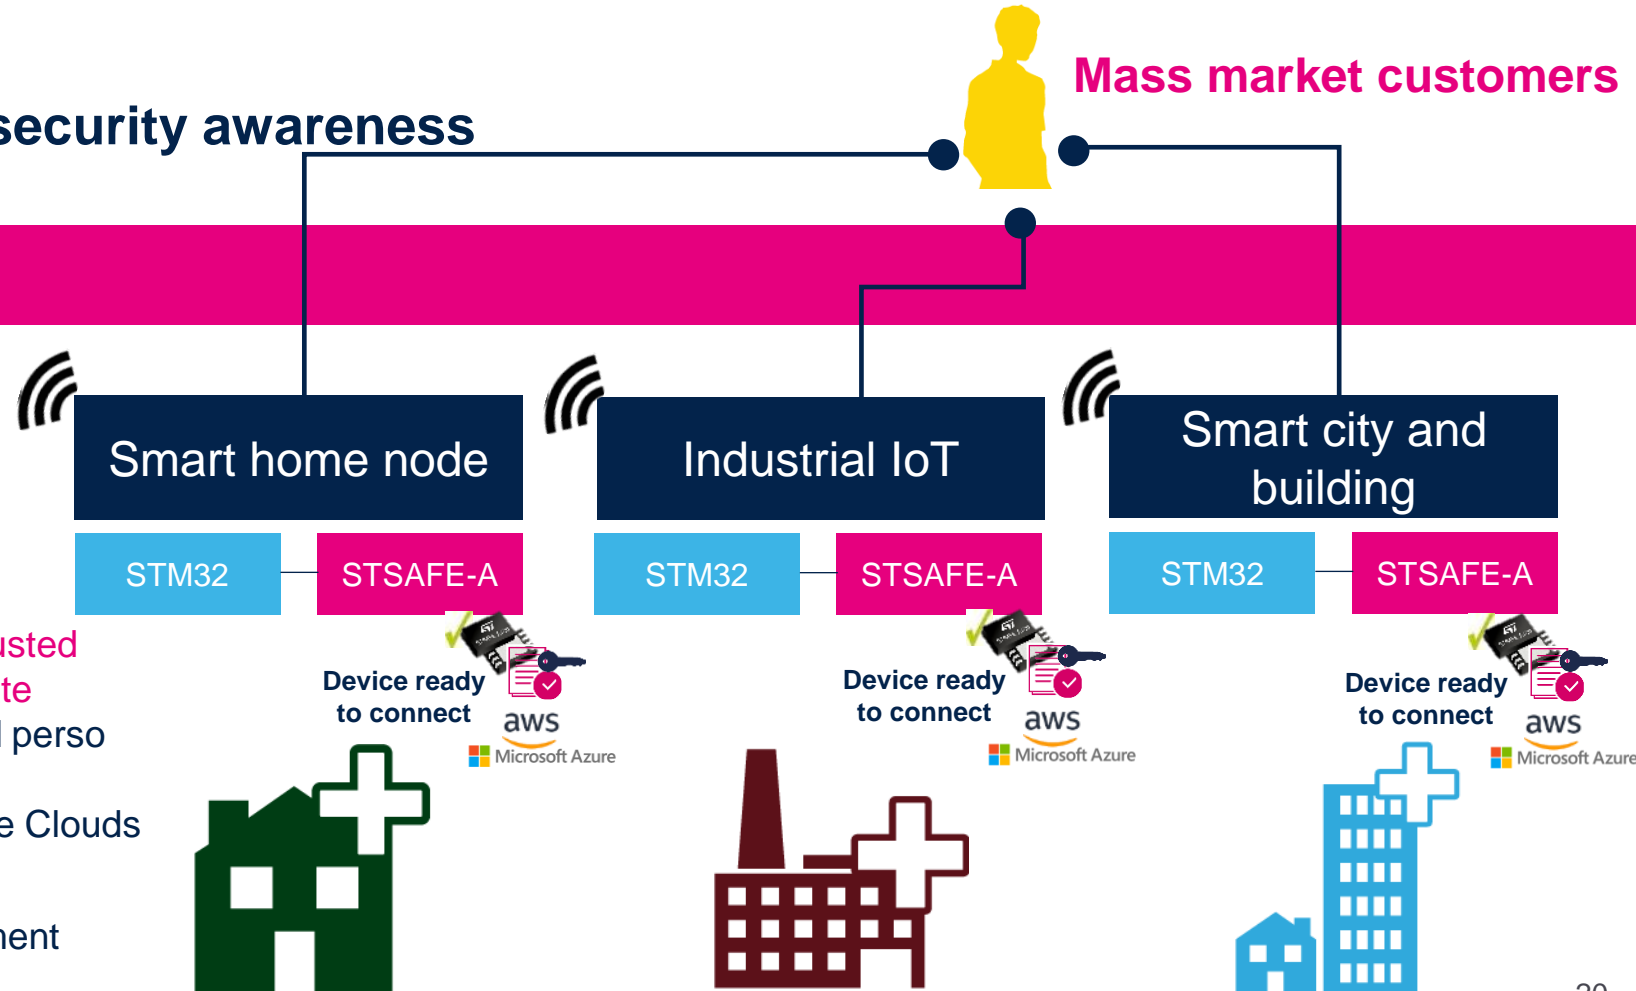 Mass market customers
security awareness
Smart home node
Industrial IoT
Smart city and
building
STM32
STSAFE-A
STM32
STSAFE-A
STM32
STSAFE-A
usted
te
perso
e Clouds
nent
Device ready
to connect
aws
Microsoft Azure
Device ready
to connect
aws
Microsoft Azure
Device ready
to connect
aws
Microsoft Azure
20